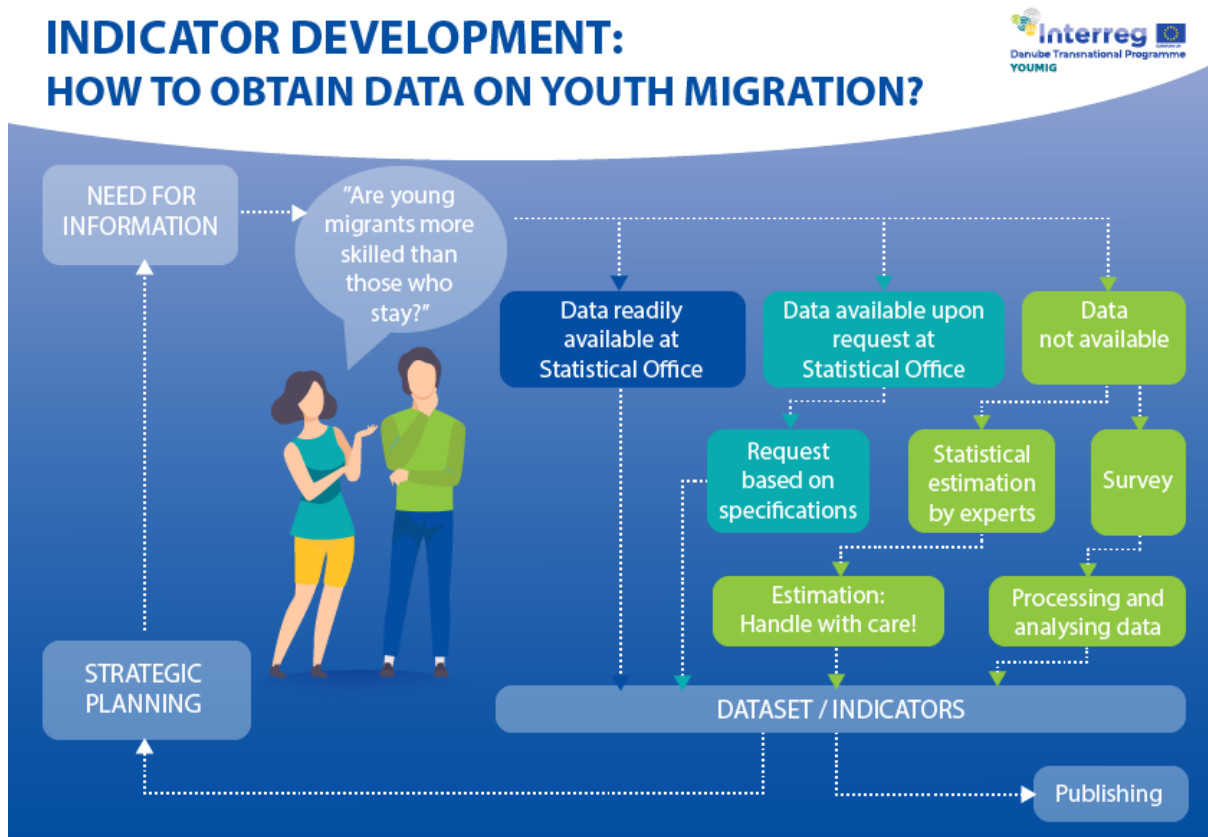 INDICATOR DEVELOPMENT:
HOW TO OBTAIN DATA ON YOUTH MIGRATION?
Interreg
EUROPEAN UNION
Danube Transnational Programme
YOUMIG
NEED FOR
INFORMATION
"Are young
migrants more
skilled than
those who
stay?"
Data readily
available at
Statistical Office
Data available upon
request at
Statistical Office
Data
not available
Request
based on
specifications
Statistical
estimation
by experts
Survey
Estimation:
Handle with care!
Processing and
analysing data
STRATEGIC
PLANNING
DATASET / INDICATORS
Publishing